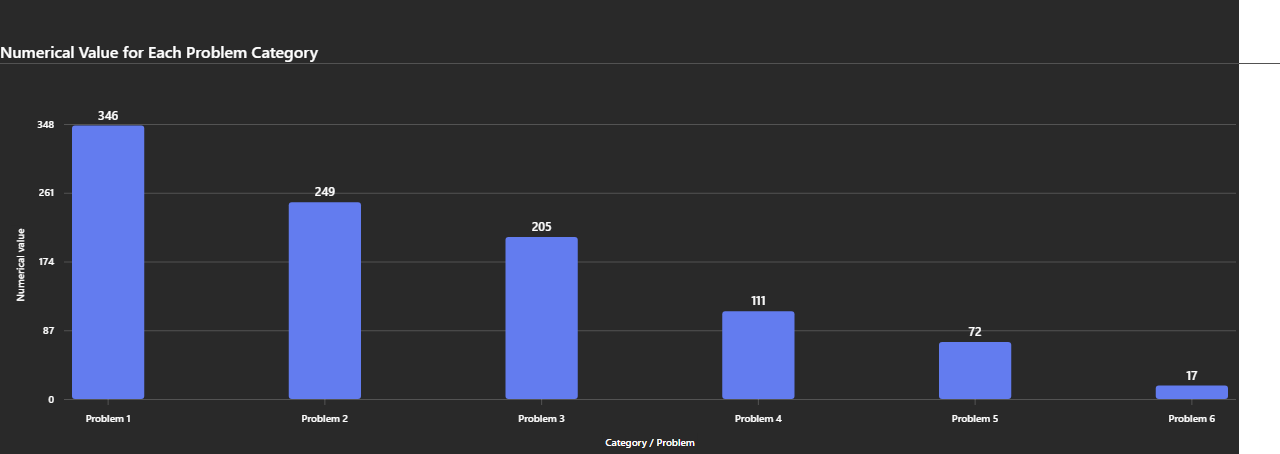 Numerical Value for Each Problem Category
346
348
249
261
205
174
Numerical value
111
87
72
17
0
Problem 1 Problem 2 Problem 3 Problem 4 Problem 5 Problem 6
Category / Problem